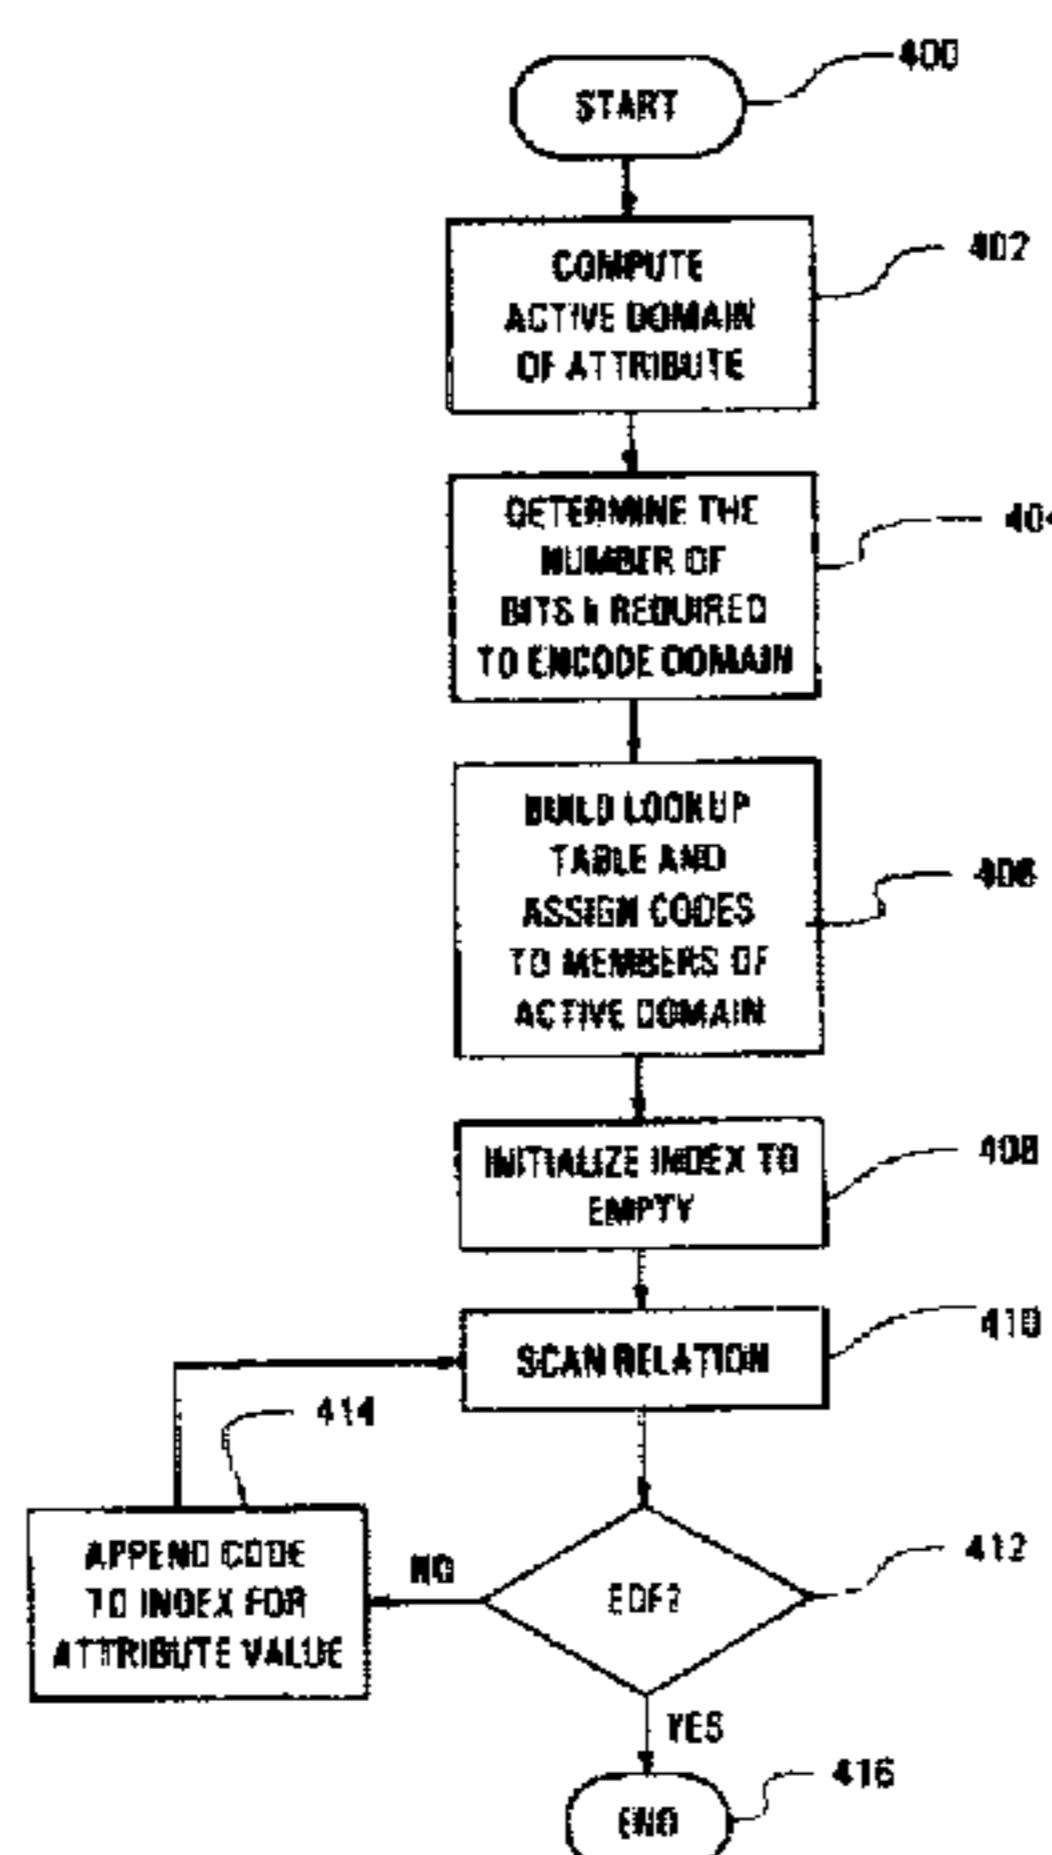 400
START
402
COMPUTE
ACTIVE DOMAIN
OF ATTRIBUTE
404
DETERMINE THE
NUMBER OF
BITS k REQUIRED
TO ENCODE DOMAIN
406
BUILD LOOKUP
TABLE AND
ASSIGN CODES
TO MEMBERS OF
ACTIVE DOMAIN
408
INITIALIZE INDEX TO
EMPTY
410
SCAN RELATION
414
APPEND CODE
TO INDEX FOR
ATTRIBUTE VALUE
NO
412
EOF?
YES
416
END